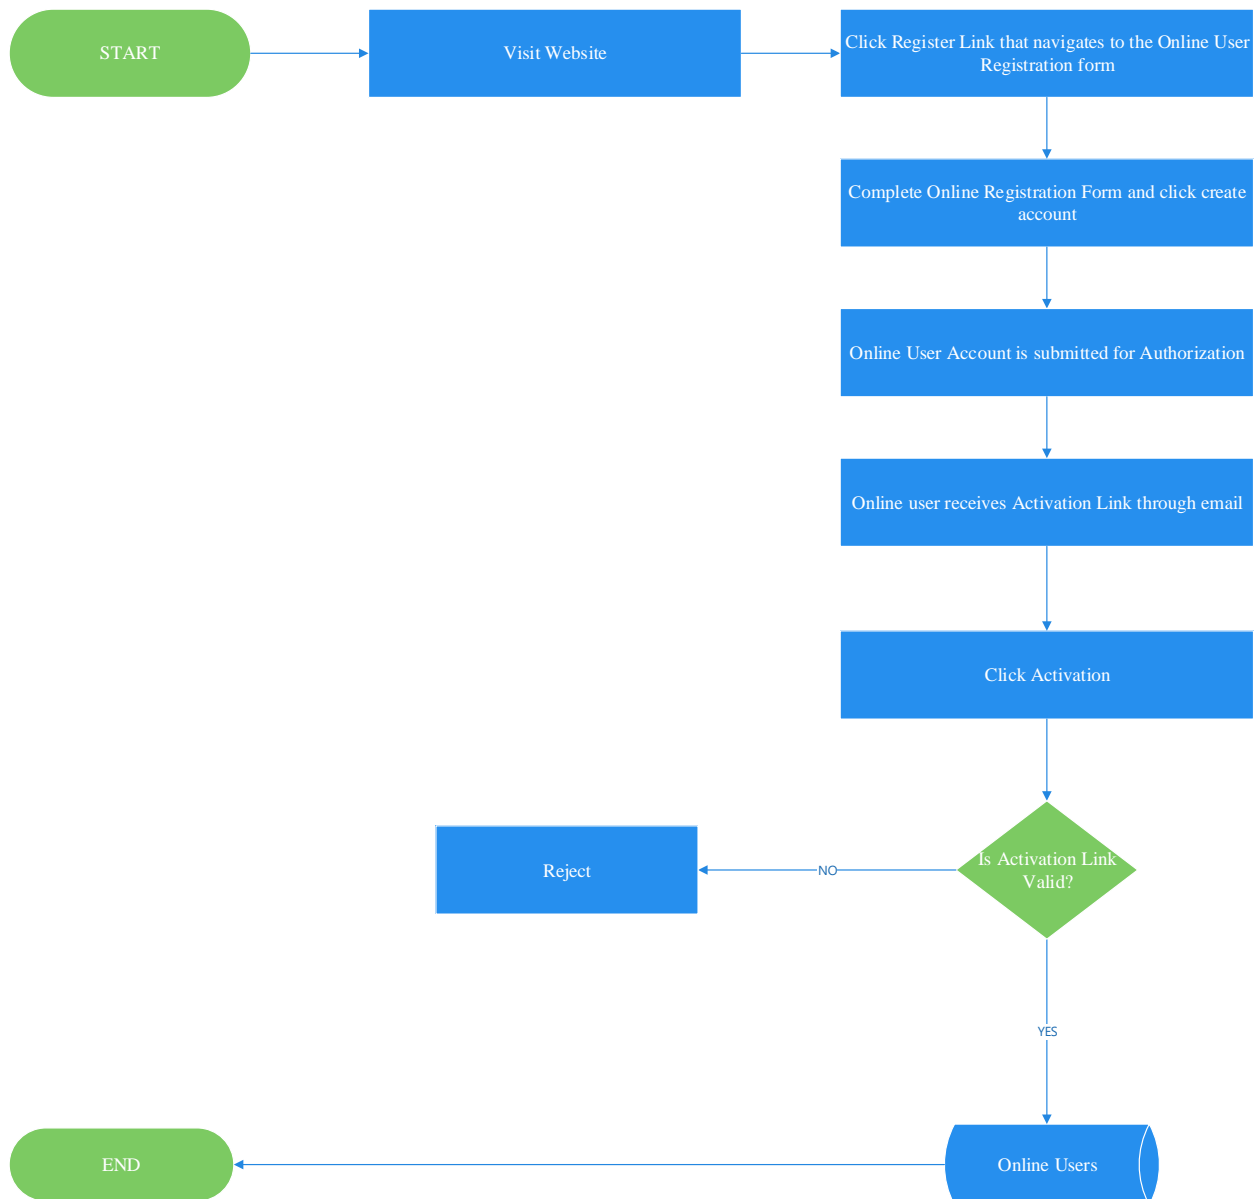 START
Visit Website
Click Register Link that navigates to the Online User
Registration form
Complete Online Registration Form and click create
account
Online User Account is submitted for Authorization
Online user receives Activation Link through email
Click Activation
Is Activation Link
Valid?
NO
Reject
YES
Online Users
END